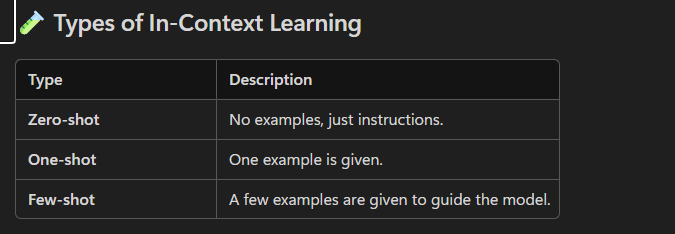 Types of In-Context Learning
Type Description
Zero-shot No examples, just instructions.
One-shot One example is given.
Few-shot A few examples are given to guide the model.